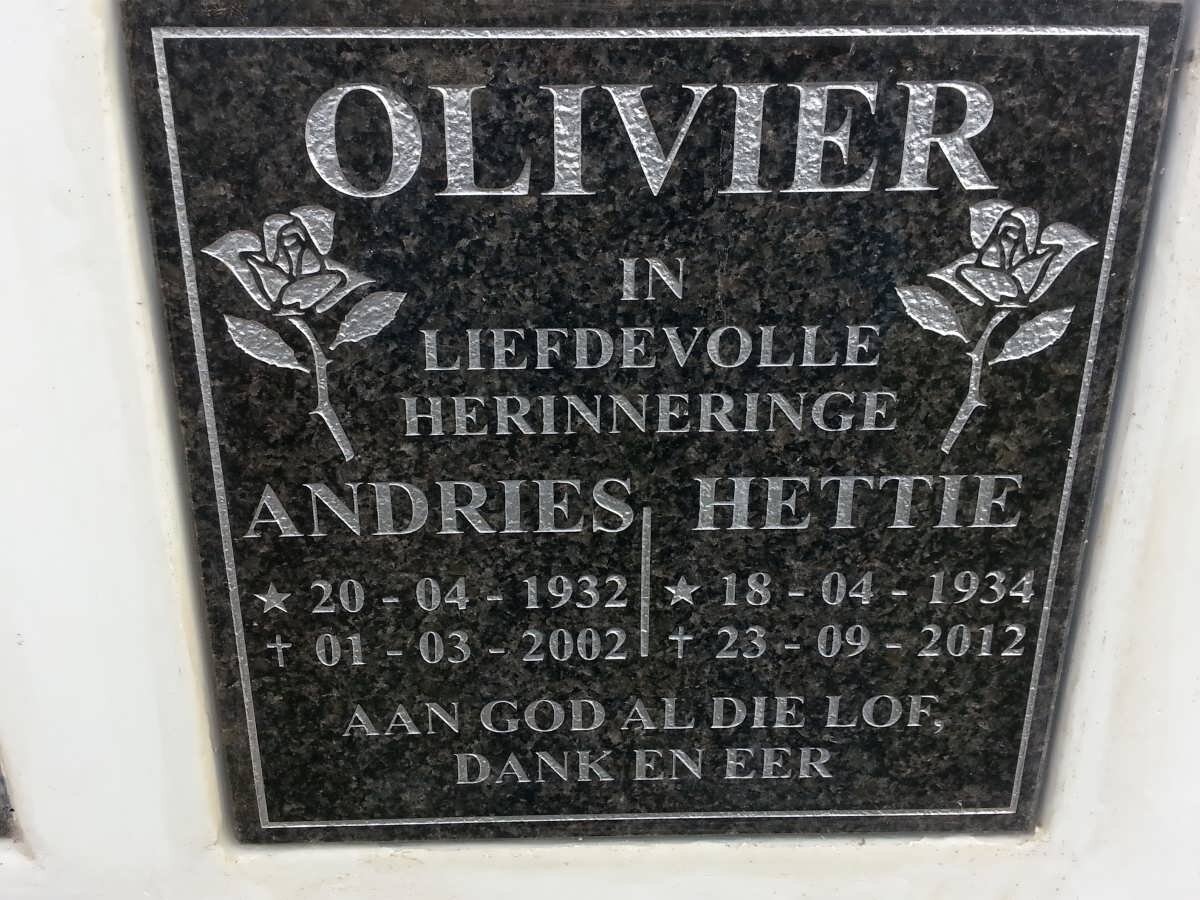 OLIVIER
IN
LIEFDEVOLLE
HERINNERINGE
ANDRIES HETTIE
★ 20 - 04 - 1932 ★ 18 - 04 - 1934
† 01 - 03 - 2002 † 23 - 09 - 2012
AAN GOD AL DIE LOF,
DANK EN EER